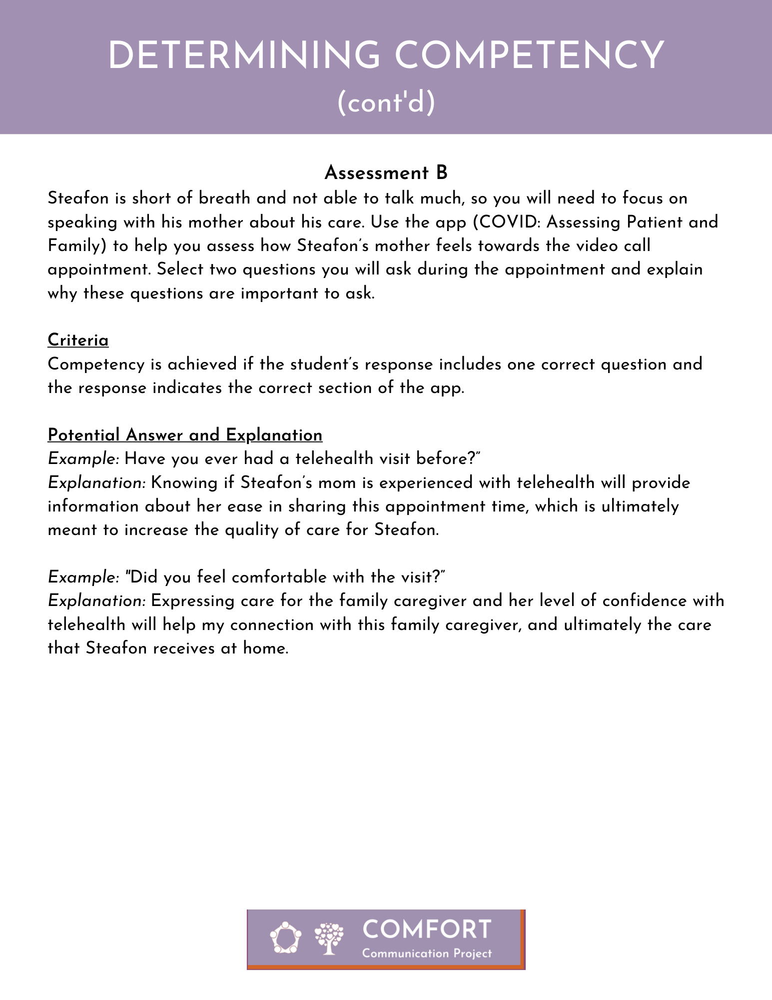 DETERMINING COMPETENCY
(cont'd)
Assessment B
Steafon is short of breath and not able to talk much, so you will need to focus on
speaking with his mother about his care. Use the app (COVID: Assessing Patient and
Family) to help you assess how Steafon’s mother feels towards the video call
appointment. Select two questions you will ask during the appointment and explain
why these questions are important to ask.
Criteria
Competency is achieved if the student’s response includes one correct question and
the response indicates the correct section of the app.
Potential Answer and Explanation
Example: Have you ever had a telehealth visit before?”
Explanation: Knowing if Steafon’s mom is experienced with telehealth will provide
information about her ease in sharing this appointment time, which is ultimately
meant to increase the quality of care for Steafon.
Example: "Did you feel comfortable with the visit?”
Explanation: Expressing care for the family caregiver and her level of confidence with
telehealth will help my connection with this family caregiver, and ultimately the care
that Steafon receives at home.
COMFORT
Communication Project